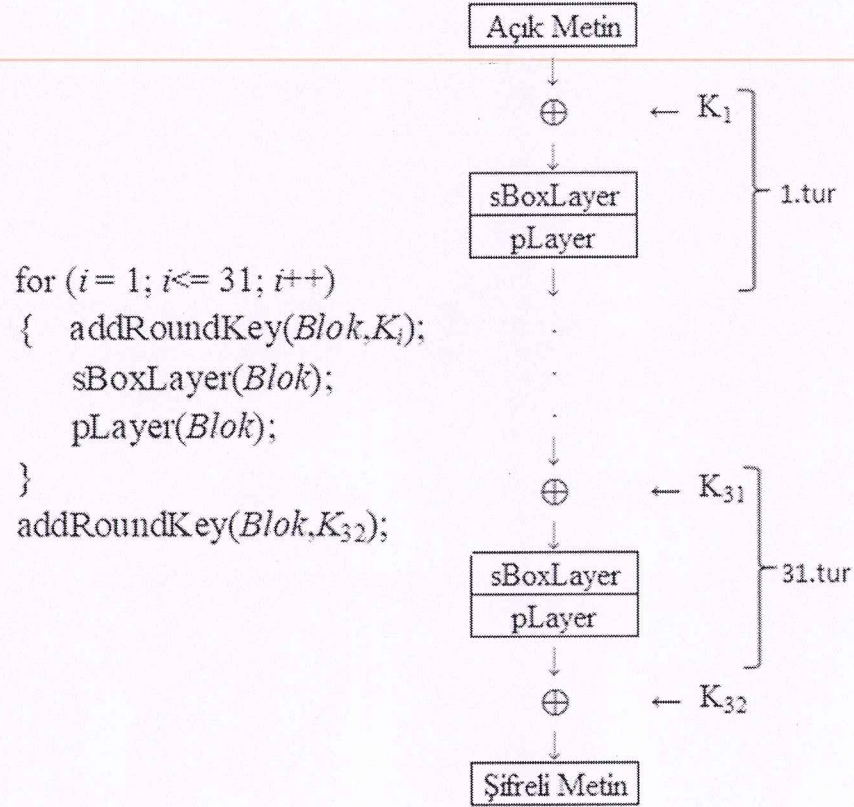 Açık Metin
⊕ ← K₁
sBoxLayer
pLayer
1.tur
for (i = 1; i<= 31; i++)
{ addRoundKey(Blok,Kᵢ);
sBoxLayer(Blok);
pLayer(Blok);
}
addRoundKey(Blok,K₃₂);
⊕ ← K₃₁
sBoxLayer
pLayer
31.tur
⊕ ← K₃₂
Şifreli Metin